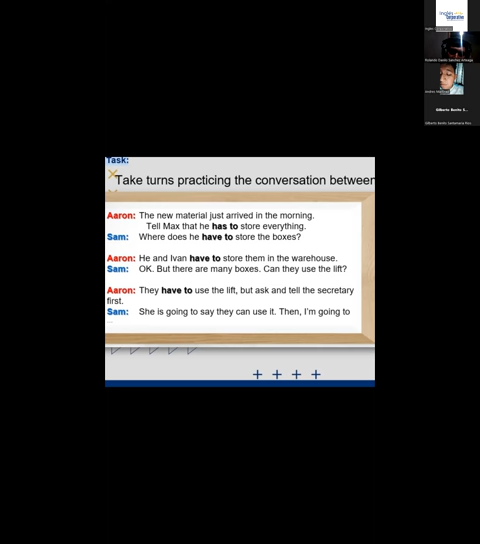 Task:
Take turns practicing the conversation between
Aaron: The new material just arrived in the morning.
Tell Max that he has to store everything.
Sam: Where does he have to store the boxes?
Aaron: He and Ivan have to store them in the warehouse.
Sam: OK. But there are many boxes. Can they use the lift?
Aaron: They have to use the lift, but ask and tell the secretary
first.
Sam: She is going to say they can use it. Then, I'm going to
Gilberto Benito S...